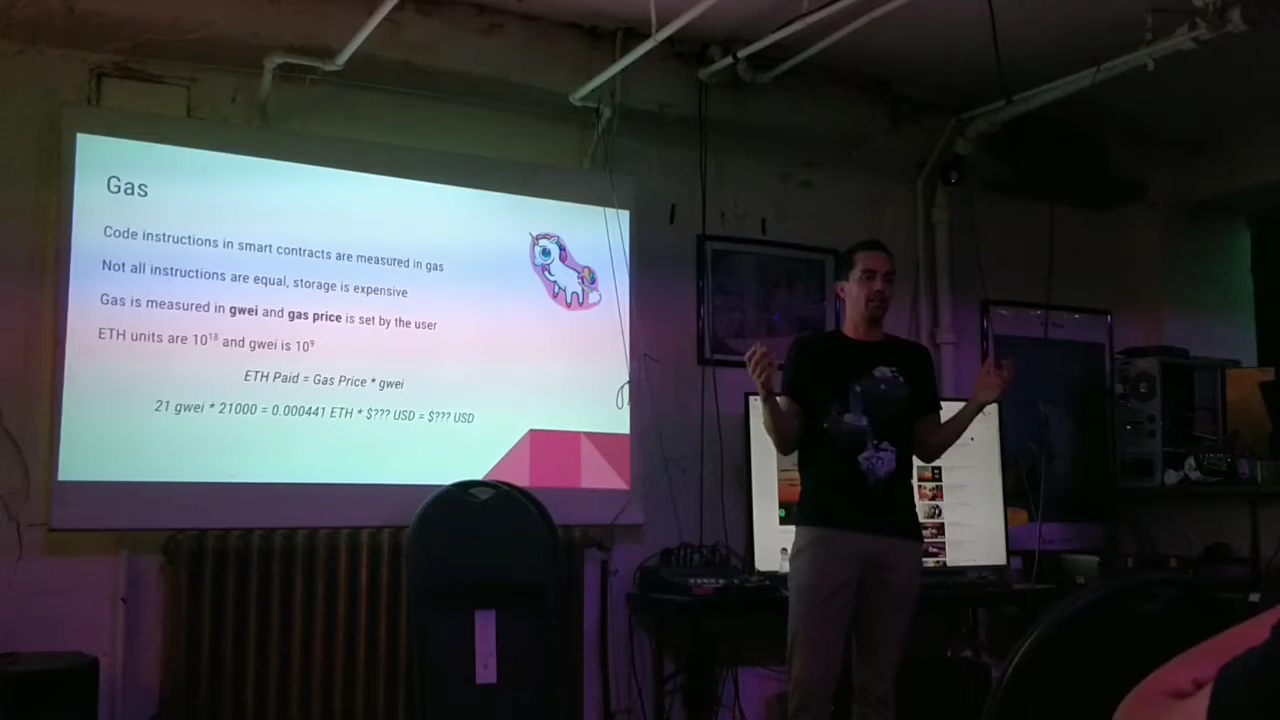 Gas
Code instructions in smart contracts are measured in gas
Not all instructions are equal, storage is expensive
Gas is measured in gwei and gas price is set by the user
ETH units are 10¹⁸ and gwei is 10⁹
ETH Paid = Gas Price * gwei
21 gwei * 21000 = 0.000441 ETH * $??? USD = $??? USD